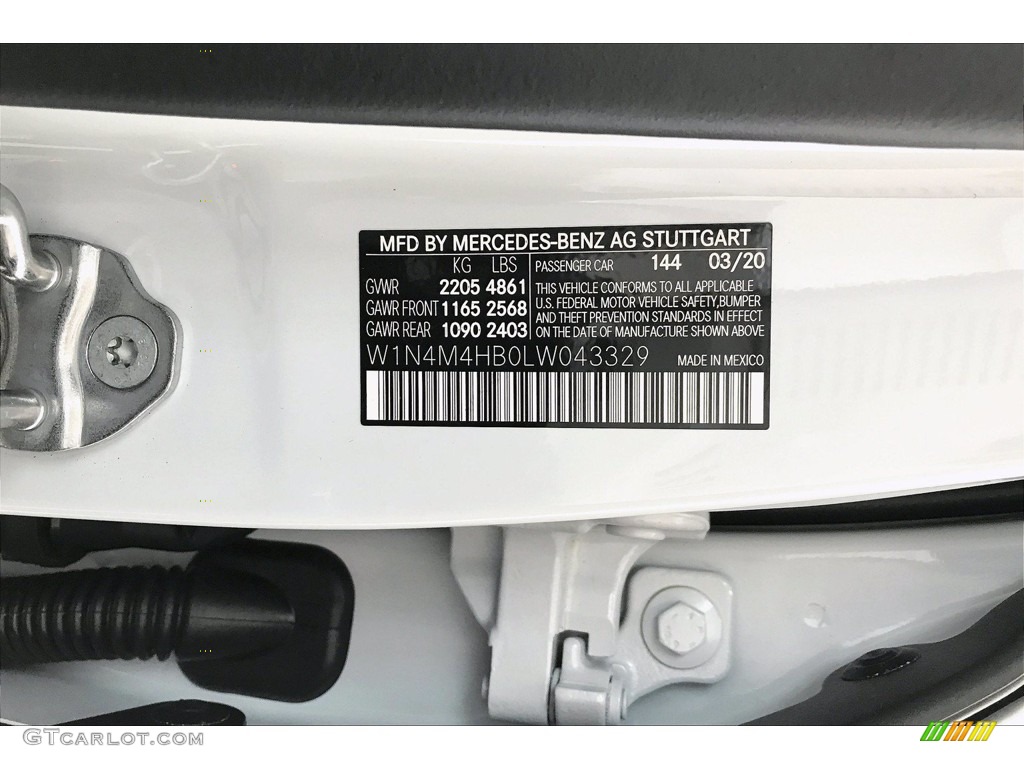 MFD BY MERCEDES-BENZ AG STUTTGART
KG LBS
GVWR 2205 4861
GAWR FRONT 1165 2568
GAWR REAR 1090 2403
PASSENGER CAR 144 03/20
THIS VEHICLE CONFORMS TO ALL APPLICABLE
U.S. FEDERAL MOTOR VEHICLE SAFETY,BUMPER
AND THEFT PREVENTION STANDARDS IN EFFECT
ON THE DATE OF MANUFACTURE SHOWN ABOVE
W1N4M4HB0LW043329 MADE IN MEXICO
GTCARLOT.COM